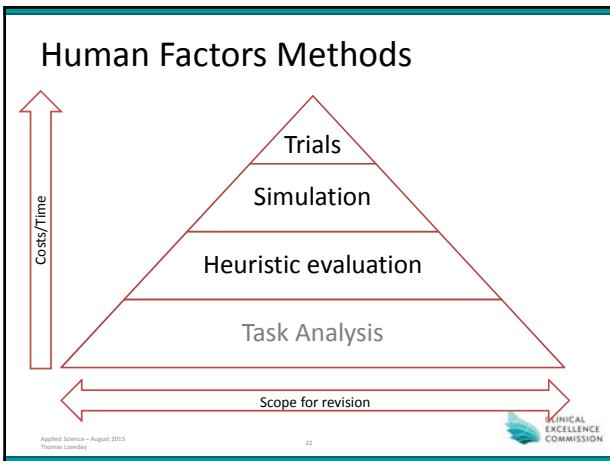 Human Factors Methods
Trials
Simulation
Heuristic evaluation
Task Analysis
Costs/Time
Scope for revision
Applied Science – August 2015
Thomas Loveday
22
CLINICAL
EXCELLENCE
COMMISSION